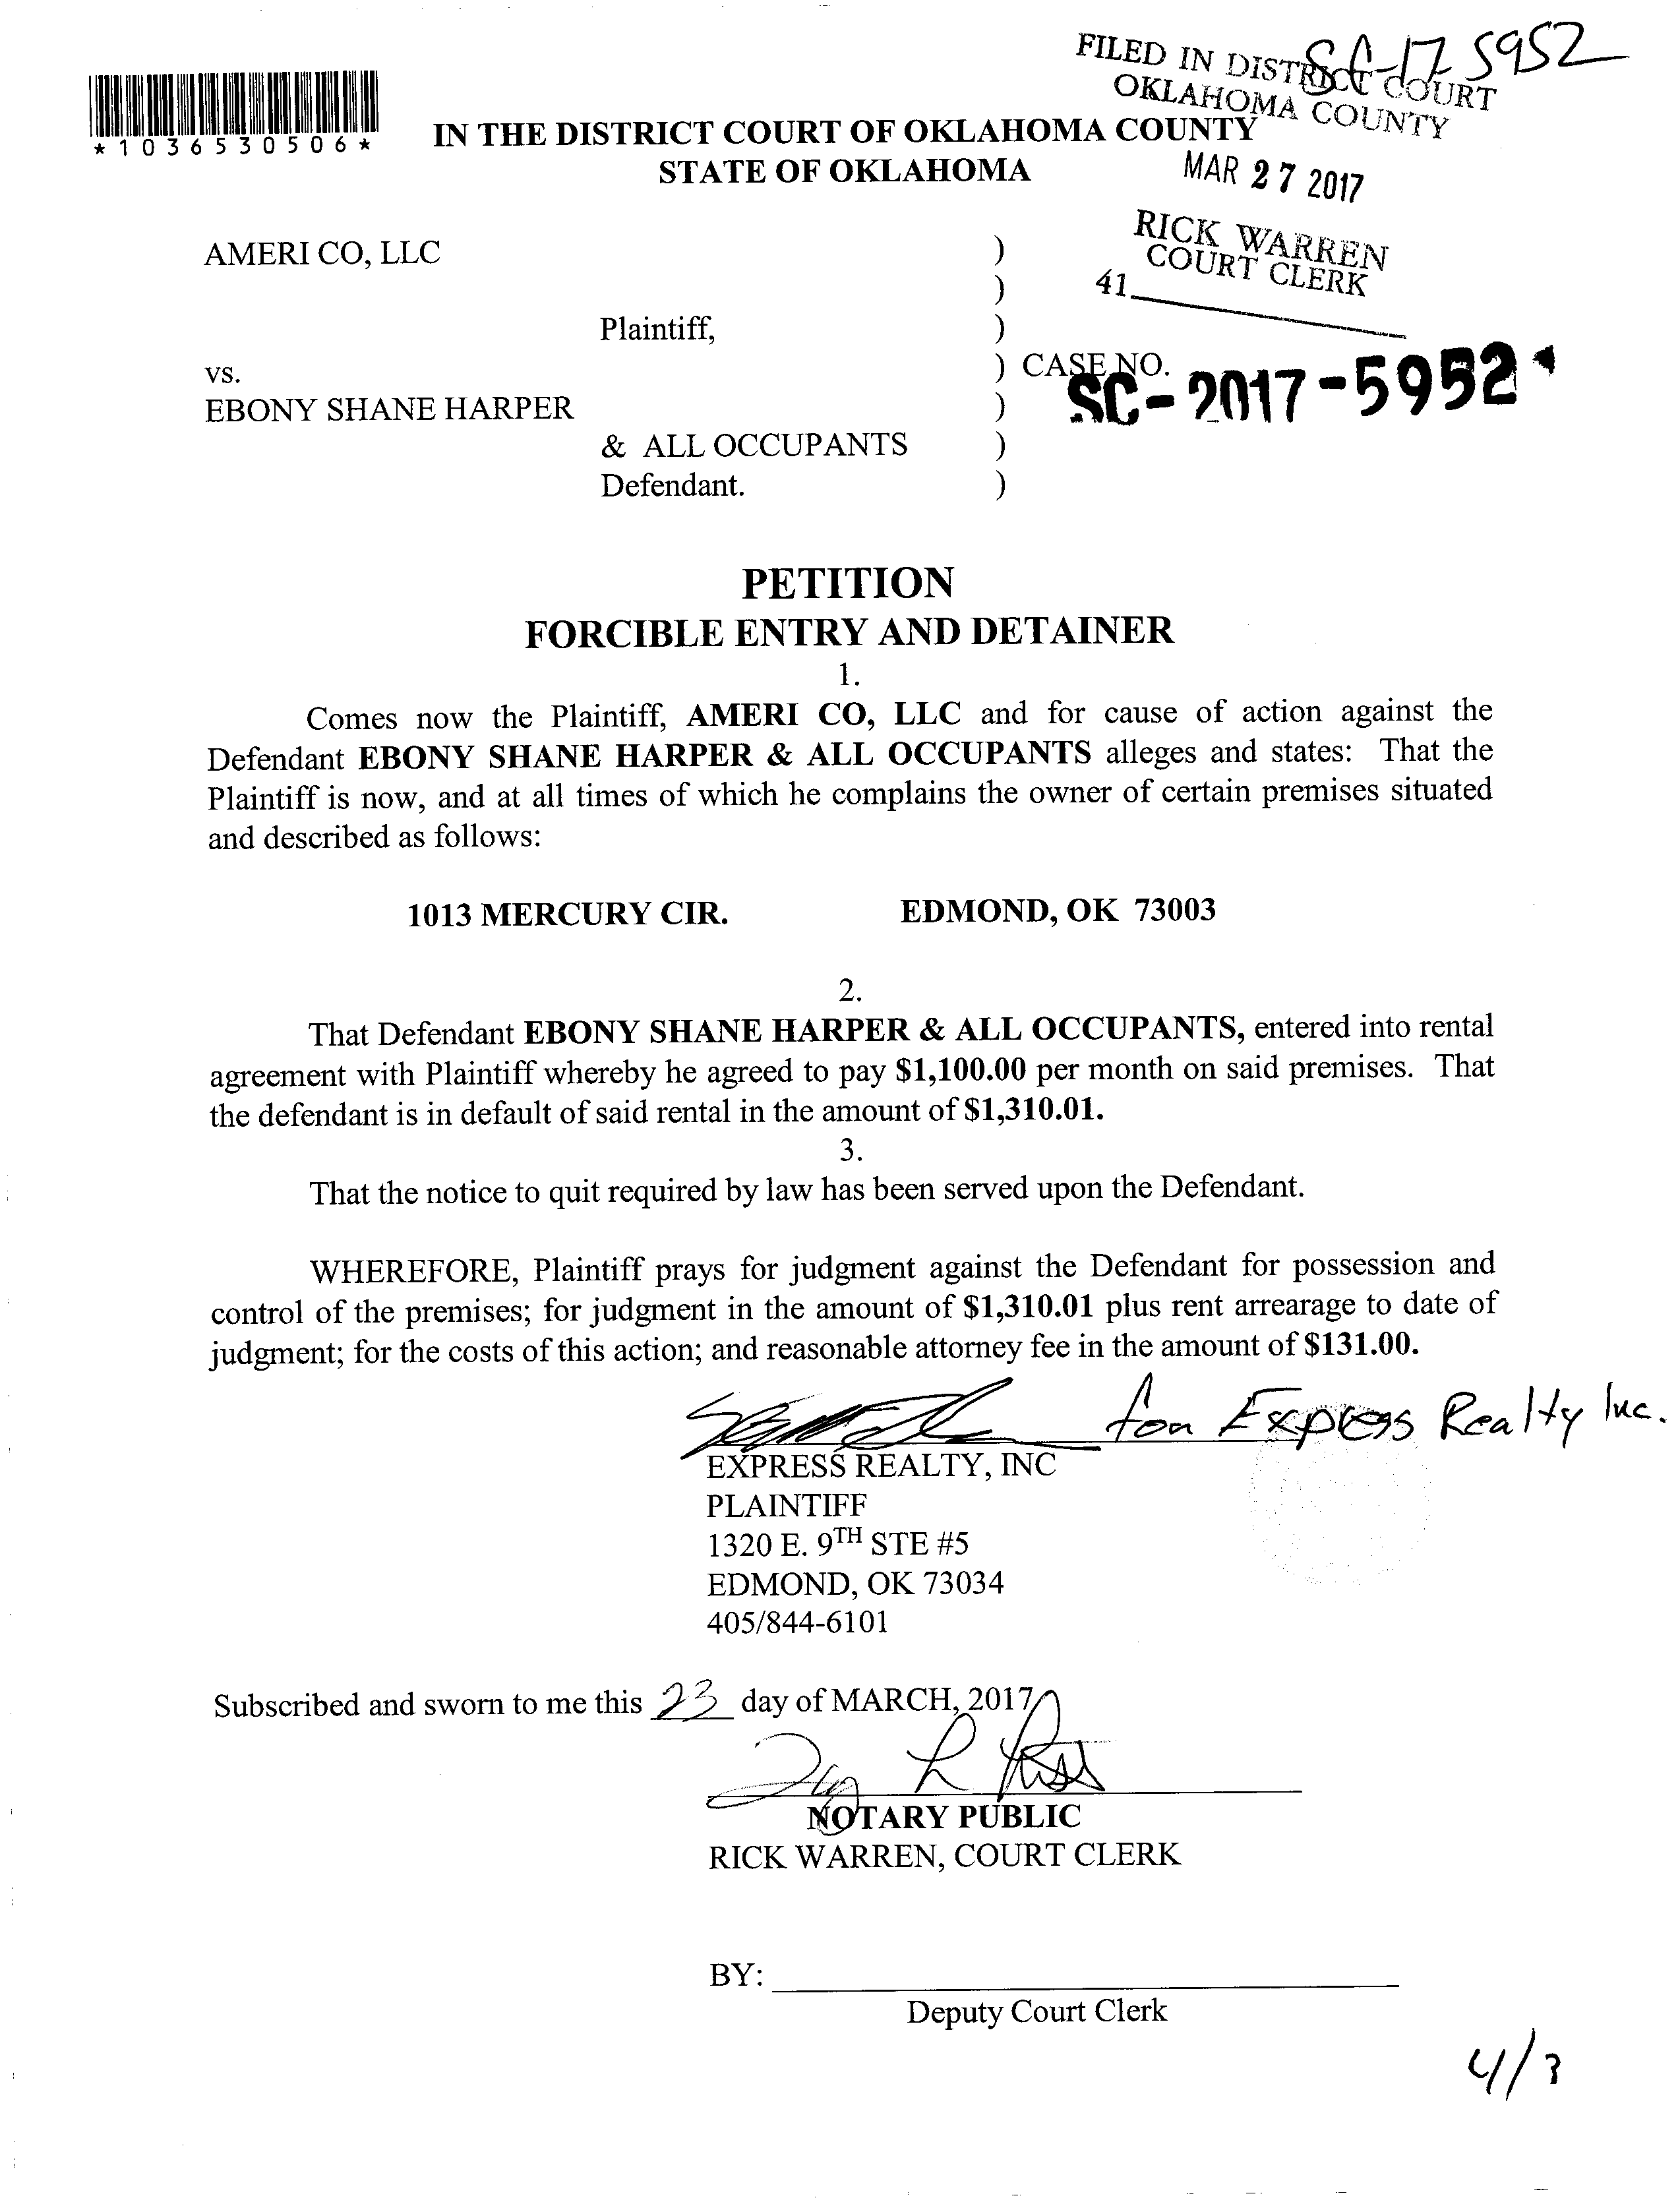 SC-17 5952
FILED IN DISTRICT COURT
OKLAHOMA COUNTY
*1036530506*
IN THE DISTRICT COURT OF OKLAHOMA COUNTY
STATE OF OKLAHOMA
MAR 27 2017
RICK WARREN
COURT CLERK
41
AMERI CO, LLC )
)
Plaintiff, )
vs. ) CASE NO. SC-2017-5952
EBONY SHANE HARPER )
& ALL OCCUPANTS )
Defendant. )
PETITION
FORCIBLE ENTRY AND DETAINER
1.
Comes now the Plaintiff, AMERI CO, LLC and for cause of action against the
Defendant EBONY SHANE HARPER & ALL OCCUPANTS alleges and states: That the
Plaintiff is now, and at all times of which he complains the owner of certain premises situated
and described as follows:
1013 MERCURY CIR. EDMOND, OK 73003
2.
That Defendant EBONY SHANE HARPER & ALL OCCUPANTS, entered into rental
agreement with Plaintiff whereby he agreed to pay $1,100.00 per month on said premises. That
the defendant is in default of said rental in the amount of $1,310.01.
3.
That the notice to quit required by law has been served upon the Defendant.
WHEREFORE, Plaintiff prays for judgment against the Defendant for possession and
control of the premises; for judgment in the amount of $1,310.01 plus rent arrearage to date of
judgment; for the costs of this action; and reasonable attorney fee in the amount of $131.00.
for Express Realty Inc.
EXPRESS REALTY, INC
PLAINTIFF
1320 E. 9TH STE #5
EDMOND, OK 73034
405/844-6101
Subscribed and sworn to me this 23 day of MARCH, 2017
NOTARY PUBLIC
RICK WARREN, COURT CLERK
BY:
Deputy Court Clerk
4/3